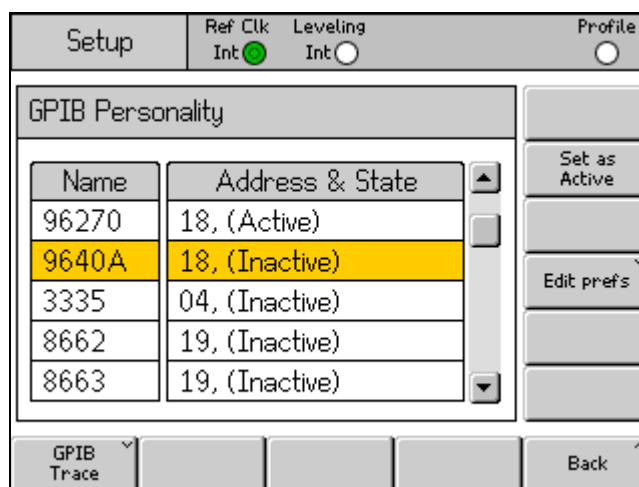 Setup
Ref Clk Leveling
Int Int
Profile
GPIB Personality
Name Address & State
96270 18, (Active)
9640A 18, (Inactive)
3335 04, (Inactive)
8662 19, (Inactive)
8663 19, (Inactive)
Set as
Active
Edit prefs
GPIB
Trace
Back